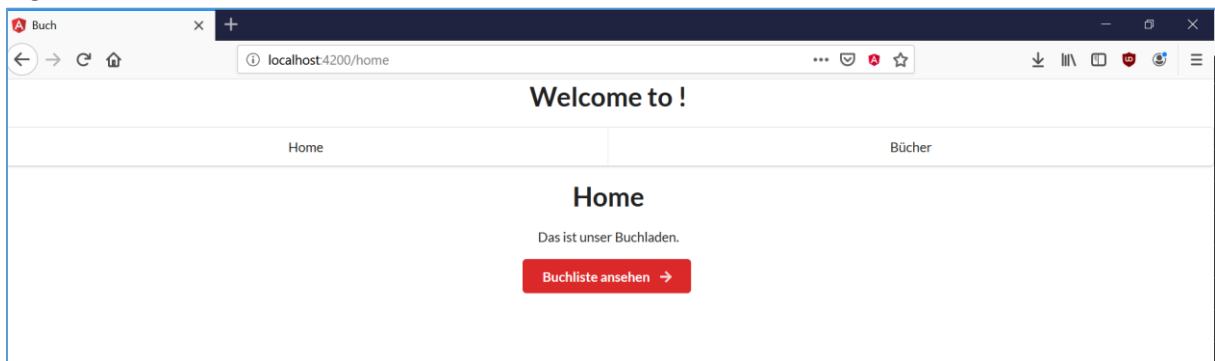 Buch
localhost:4200/home
Welcome to !
Home
Bücher
Home
Das ist unser Buchladen.
Buchliste ansehen →